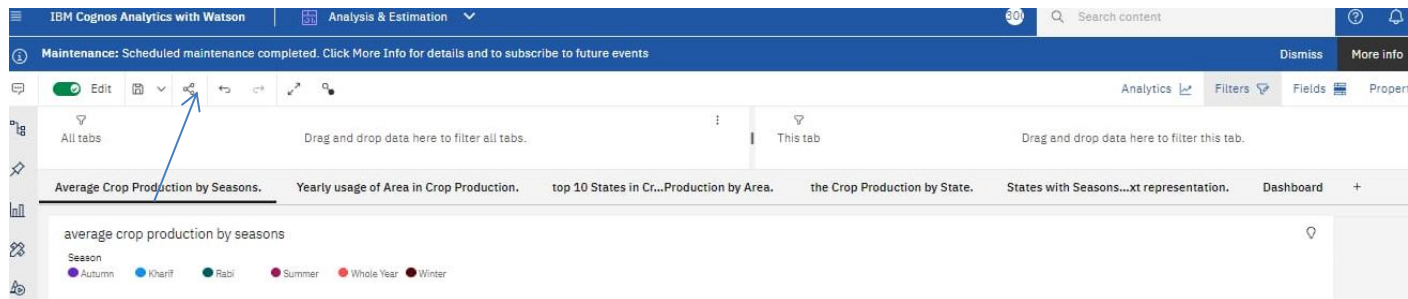 IBM Cognos Analytics with Watson
Analysis & Estimation
Search content
Maintenance: Scheduled maintenance completed. Click More Info for details and to subscribe to future events
Dismiss
More info
Edit
Analytics
Filters
Fields
Propert
All tabs
Drag and drop data here to filter all tabs.
This tab
Drag and drop data here to filter this tab.
Average Crop Production by Seasons.
Yearly usage of Area in Crop Production.
top 10 States in Cr...Production by Area.
the Crop Production by State.
States with Seasons...xt representation.
Dashboard
+
average crop production by seasons
Season
Autumn
Kharif
Rabi
Summer
Whole Year
Winter